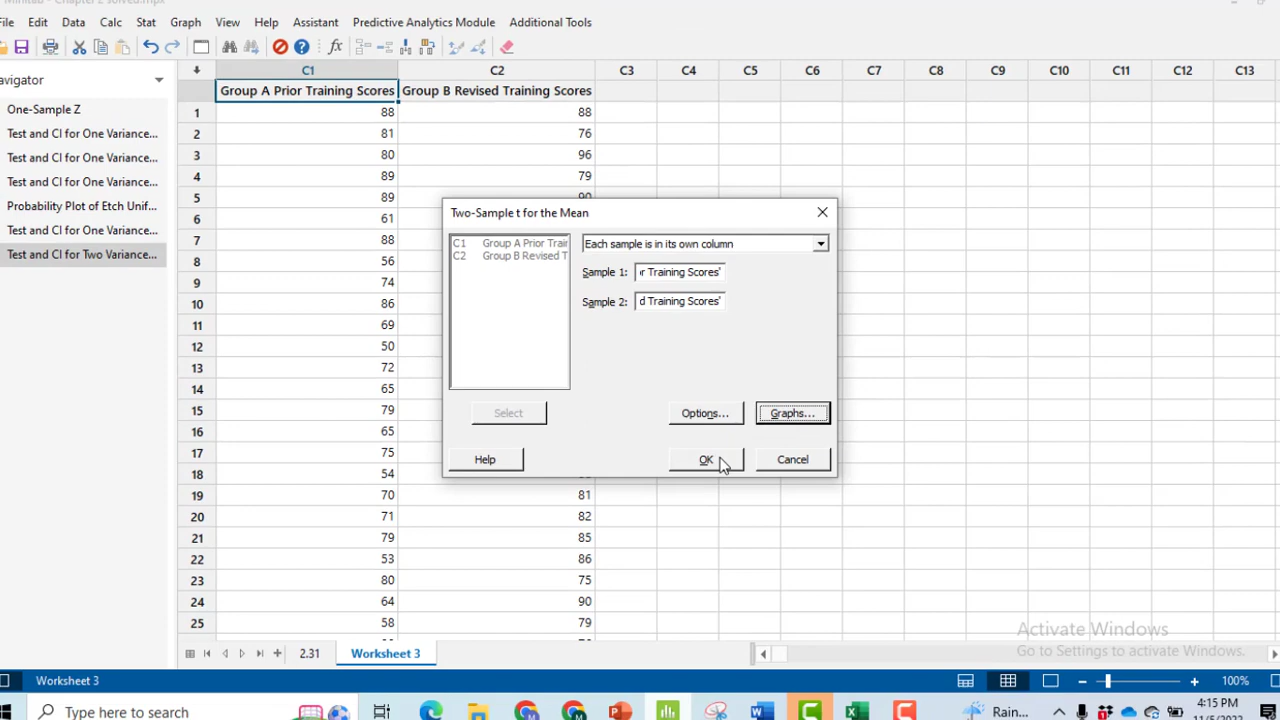 Minitab - Chapter 2 solved.mpx
File Edit Data Calc Stat Graph View Help Assistant Predictive Analytics Module Additional Tools
fx
avigator
One-Sample Z
Test and CI for One Variance...
Test and CI for One Variance...
Test and CI for One Variance...
Probability Plot of Etch Unif...
Test and CI for One Variance...
Test and CI for Two Variance...
C1 C2 C3 C4 C5 C6 C7 C8 C9 C10 C11 C12 C13
Group A Prior Training Scores Group B Revised Training Scores
1 88 88
2 81 76
3 80 96
4 89 79
5 89 90
6 61
7 88
8 56
9 74
10 86
11 69
12 50
13 72
14 65
15 79
16 65
17 75
18 54
19 70 81
20 71 82
21 79 85
22 53 86
23 80 75
24 64 90
25 58 79
Two-Sample t for the Mean
C1 Group A Prior Trair
C2 Group B Revised T
Each sample is in its own column
Sample 1: r Training Scores'
Sample 2: d Training Scores'
Select
Options...
Graphs...
Help
OK
Cancel
Activate Windows
Go to Settings to activate Windows.
2.31 Worksheet 3
Worksheet 3
100%
Type here to search
Rain...
4:15 PM